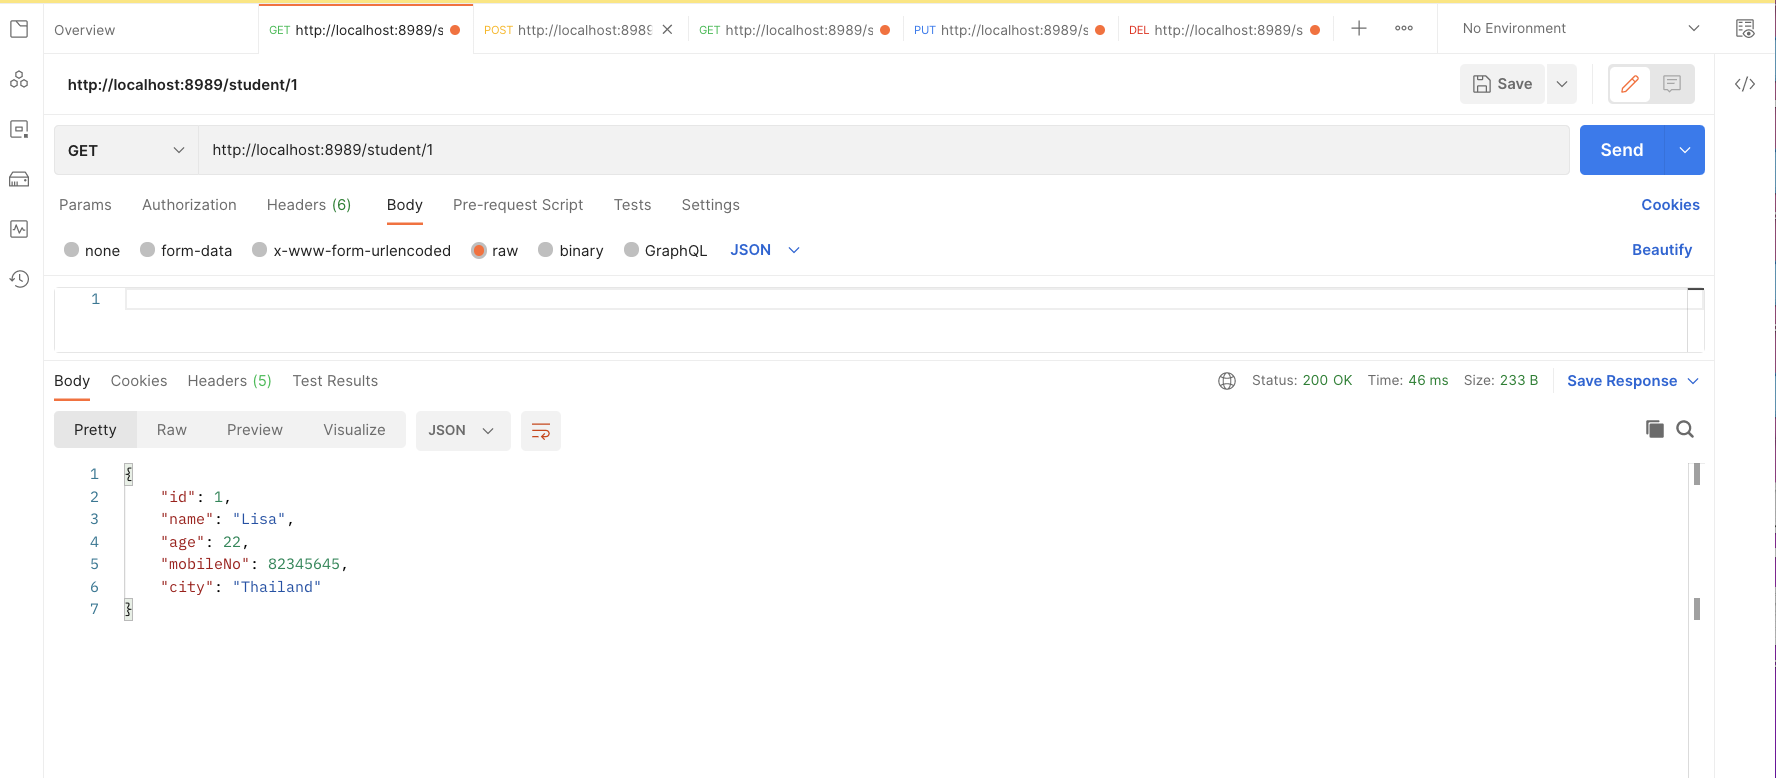 Overview
GET http://localhost:8989/s
POST http://localhost:8989
GET http://localhost:8989/s
PUT http://localhost:8989/s
DEL http://localhost:8989/s
No Environment
http://localhost:8989/student/1
Save
</>
GET
http://localhost:8989/student/1
Send
Params Authorization Headers (6) Body Pre-request Script Tests Settings Cookies
none form-data x-www-form-urlencoded raw binary GraphQL JSON Beautify
1
Body Cookies Headers (5) Test Results Status: 200 OK Time: 46 ms Size: 233 B Save Response
Pretty Raw Preview Visualize JSON
1 {
2 "id": 1,
3 "name": "Lisa",
4 "age": 22,
5 "mobileNo": 82345645,
6 "city": "Thailand"
7 }